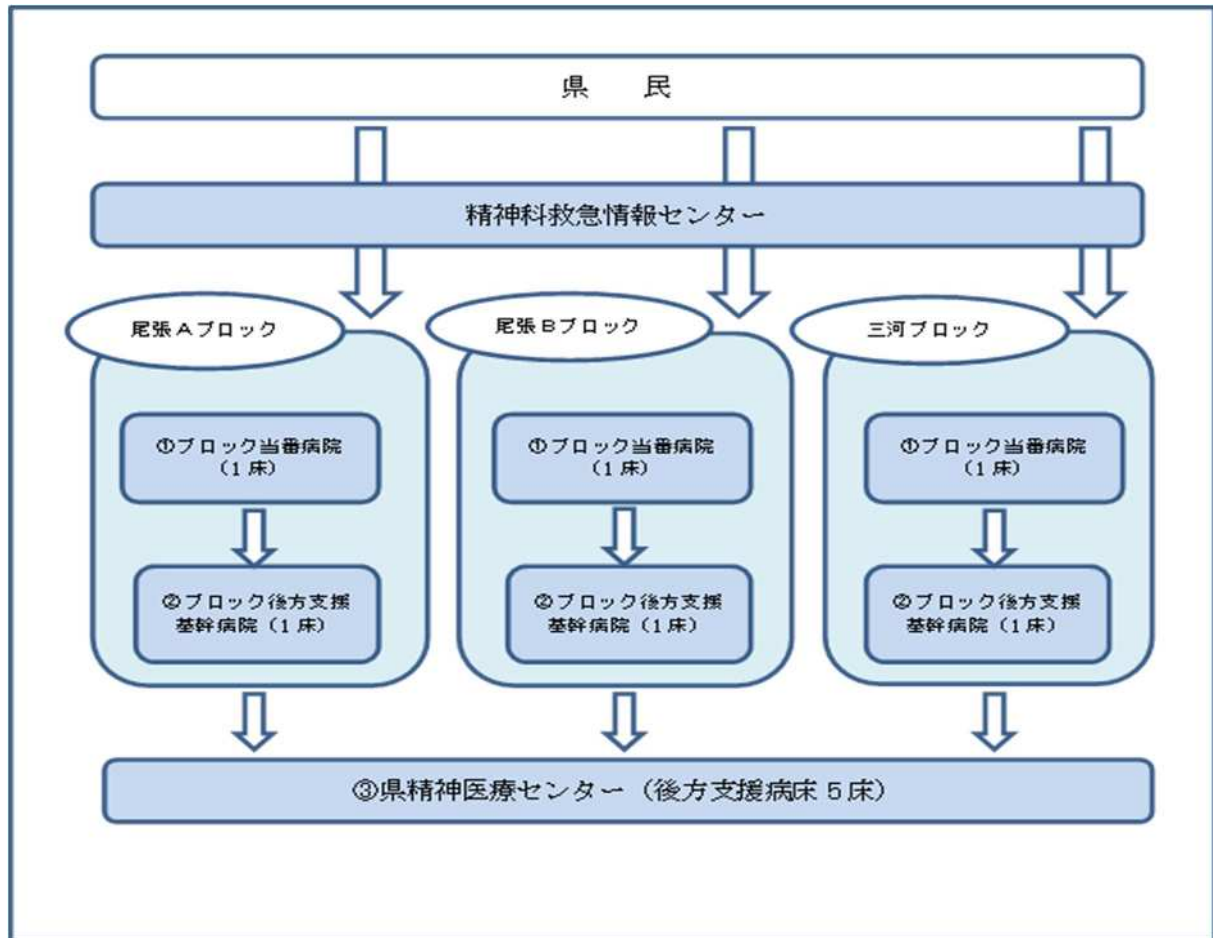 県　　民
精神科救急情報センター
尾張Aブロック
尾張Bブロック
三河ブロック
①ブロック当番病院
（1床）
①ブロック当番病院
（1床）
①ブロック当番病院
（1床）
②ブロック後方支援
基幹病院（1床）
②ブロック後方支援
基幹病院（1床）
②ブロック後方支援
基幹病院（1床）
③県精神医療センター（後方支援病床5床）